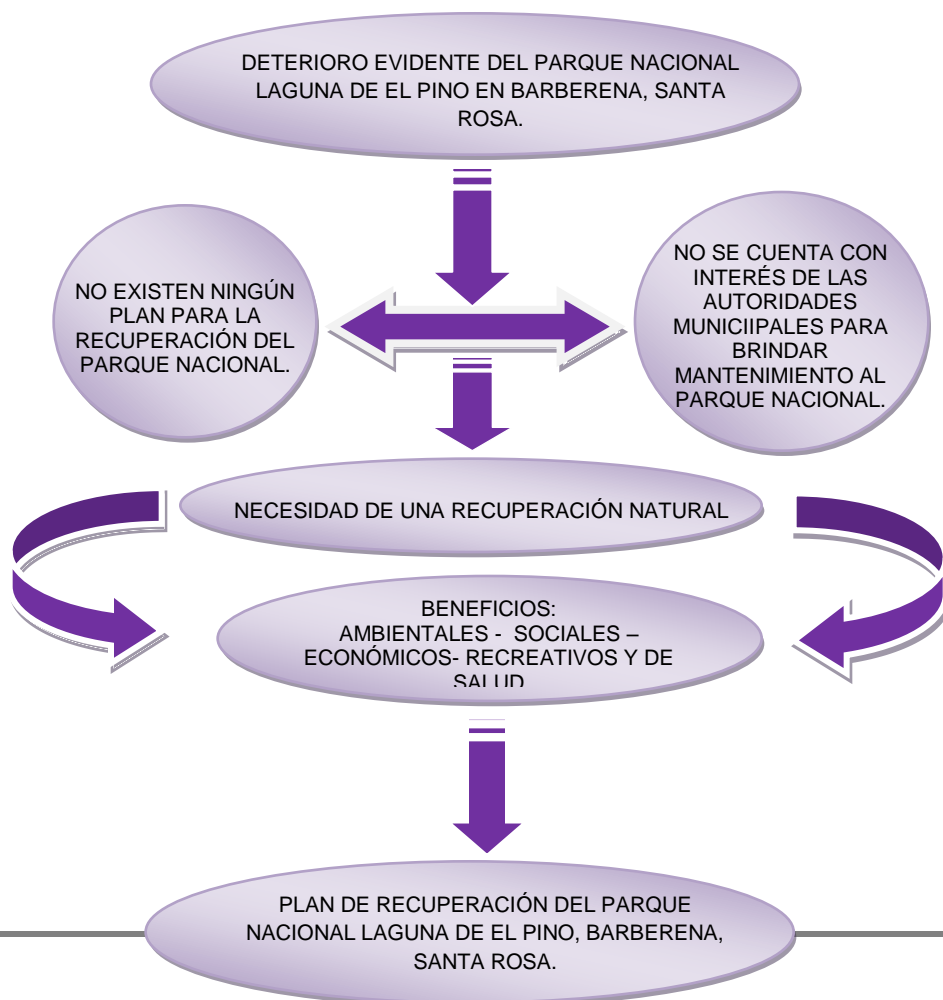 DETERIORO EVIDENTE DEL PARQUE NACIONAL
LAGUNA DE EL PINO EN BARBERENA, SANTA
ROSA.
NO EXISTEN NINGÚN
PLAN PARA LA
RECUPERACIÓN DEL
PARQUE NACIONAL.
NO SE CUENTA CON
INTERÉS DE LAS
AUTORIDADES
MUNICIIPALES PARA
BRINDAR
MANTENIMIENTO AL
PARQUE NACIONAL.
NECESIDAD DE UNA RECUPERACIÓN NATURAL
BENEFICIOS:
AMBIENTALES - SOCIALES –
ECONÓMICOS- RECREATIVOS Y DE
SALUD
PLAN DE RECUPERACIÓN DEL PARQUE
NACIONAL LAGUNA DE EL PINO, BARBERENA,
SANTA ROSA.